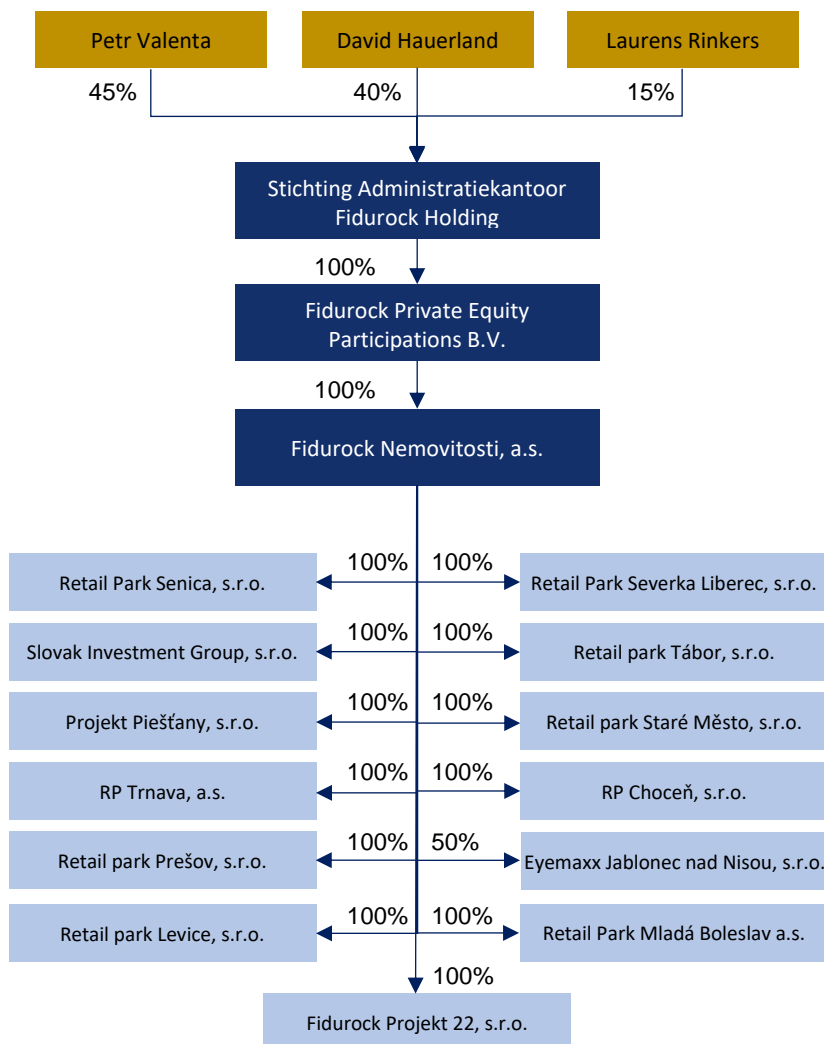 Petr Valenta
David Hauerland
Laurens Rinkers
45%
40%
15%
Stichting Administratiekantoor
Fidurock Holding
100%
Fidurock Private Equity
Participations B.V.
100%
Fidurock Nemovitosti, a.s.
100%
100%
Retail Park Senica, s.r.o.
Retail Park Severka Liberec, s.r.o.
100%
100%
Slovak Investment Group, s.r.o.
Retail park Tábor, s.r.o.
100%
100%
Projekt Piešťany, s.r.o.
Retail park Staré Město, s.r.o.
100%
100%
RP Trnava, a.s.
RP Choceň, s.r.o.
100%
50%
Retail park Prešov, s.r.o.
Eyemaxx Jablonec nad Nisou, s.r.o.
100%
100%
Retail park Levice, s.r.o.
Retail Park Mladá Boleslav a.s.
100%
Fidurock Projekt 22, s.r.o.